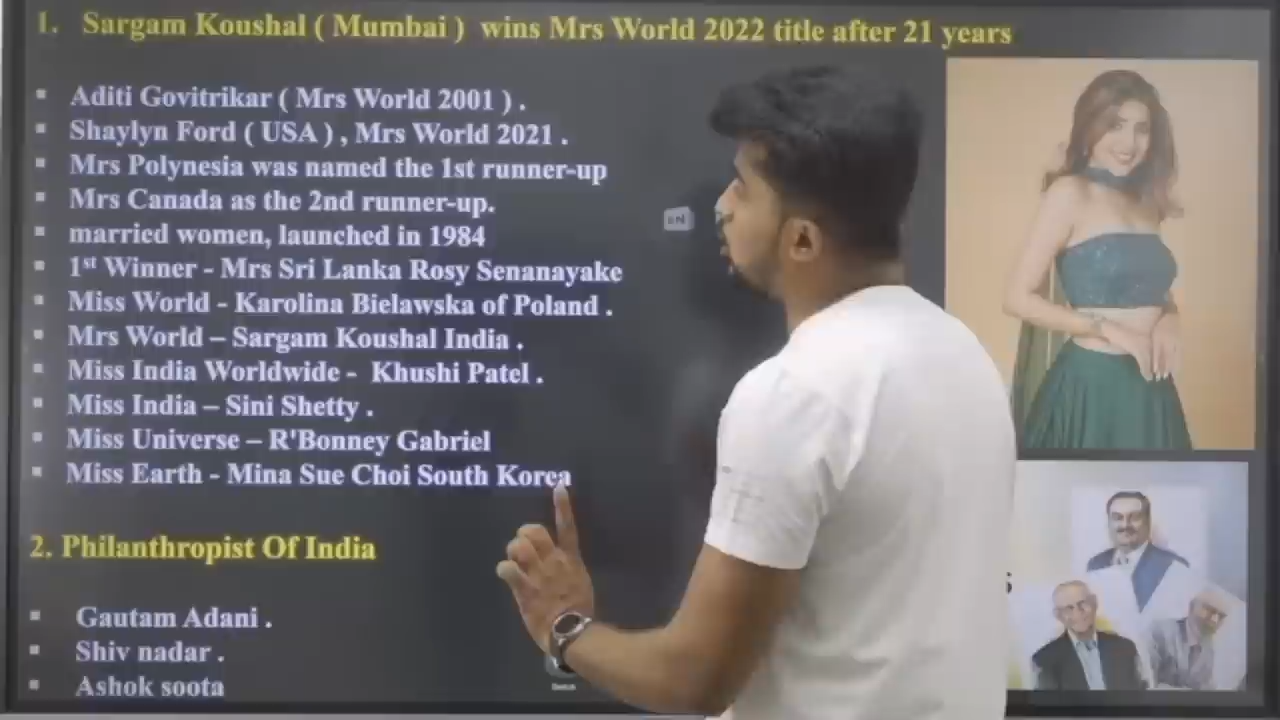 1. Sargam Koushal ( Mumbai ) wins Mrs World 2022 title after 21 years
▪ Aditi Govitrikar ( Mrs World 2001 ) .
▪ Shaylyn Ford ( USA ) , Mrs World 2021 .
▪ Mrs Polynesia was named the 1st runner-up
▪ Mrs Canada as the 2nd runner-up.
▪ married women, launched in 1984
▪ 1st Winner - Mrs Sri Lanka Rosy Senanayake
▪ Miss World - Karolina Bielawska of Poland .
▪ Mrs World – Sargam Koushal India .
▪ Miss India Worldwide - Khushi Patel .
▪ Miss India – Sini Shetty .
▪ Miss Universe – R'Bonney Gabriel
▪ Miss Earth - Mina Sue Choi South Korea
2. Philanthropist Of India
▪ Gautam Adani .
▪ Shiv nadar .
▪ Ashok soota